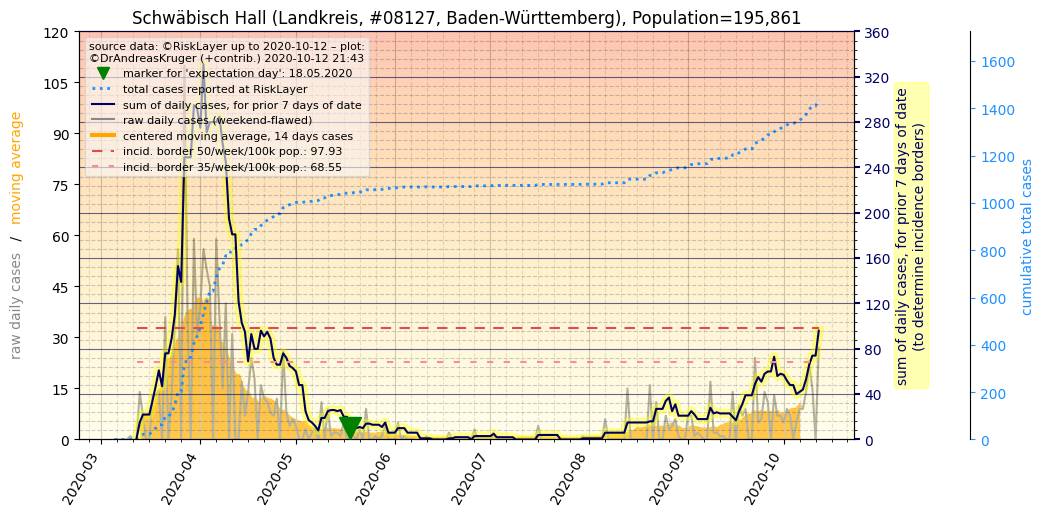 Schwäbisch Hall (Landkreis, #08127, Baden-Württemberg), Population=195,861
source data: ©RiskLayer up to 2020-10-12 – plot:
©DrAndreasKruger (+contrib.) 2020-10-12 21:43
marker for 'expectation day': 18.05.2020
total cases reported at RiskLayer
sum of daily cases, for prior 7 days of date
raw daily cases (weekend-flawed)
centered moving average, 14 days cases
incid. border 50/week/100k pop.: 97.93
incid. border 35/week/100k pop.: 68.55
raw daily cases / moving average
120
105
90
75
60
45
30
15
0
2020-03
2020-04
2020-05
2020-06
2020-07
2020-08
2020-09
2020-10
360
320
280
240
200
160
120
80
40
0
sum of daily cases, for prior 7 days of date
(to determine incidence borders)
1600
1400
1200
1000
800
600
400
200
0
cumulative total cases